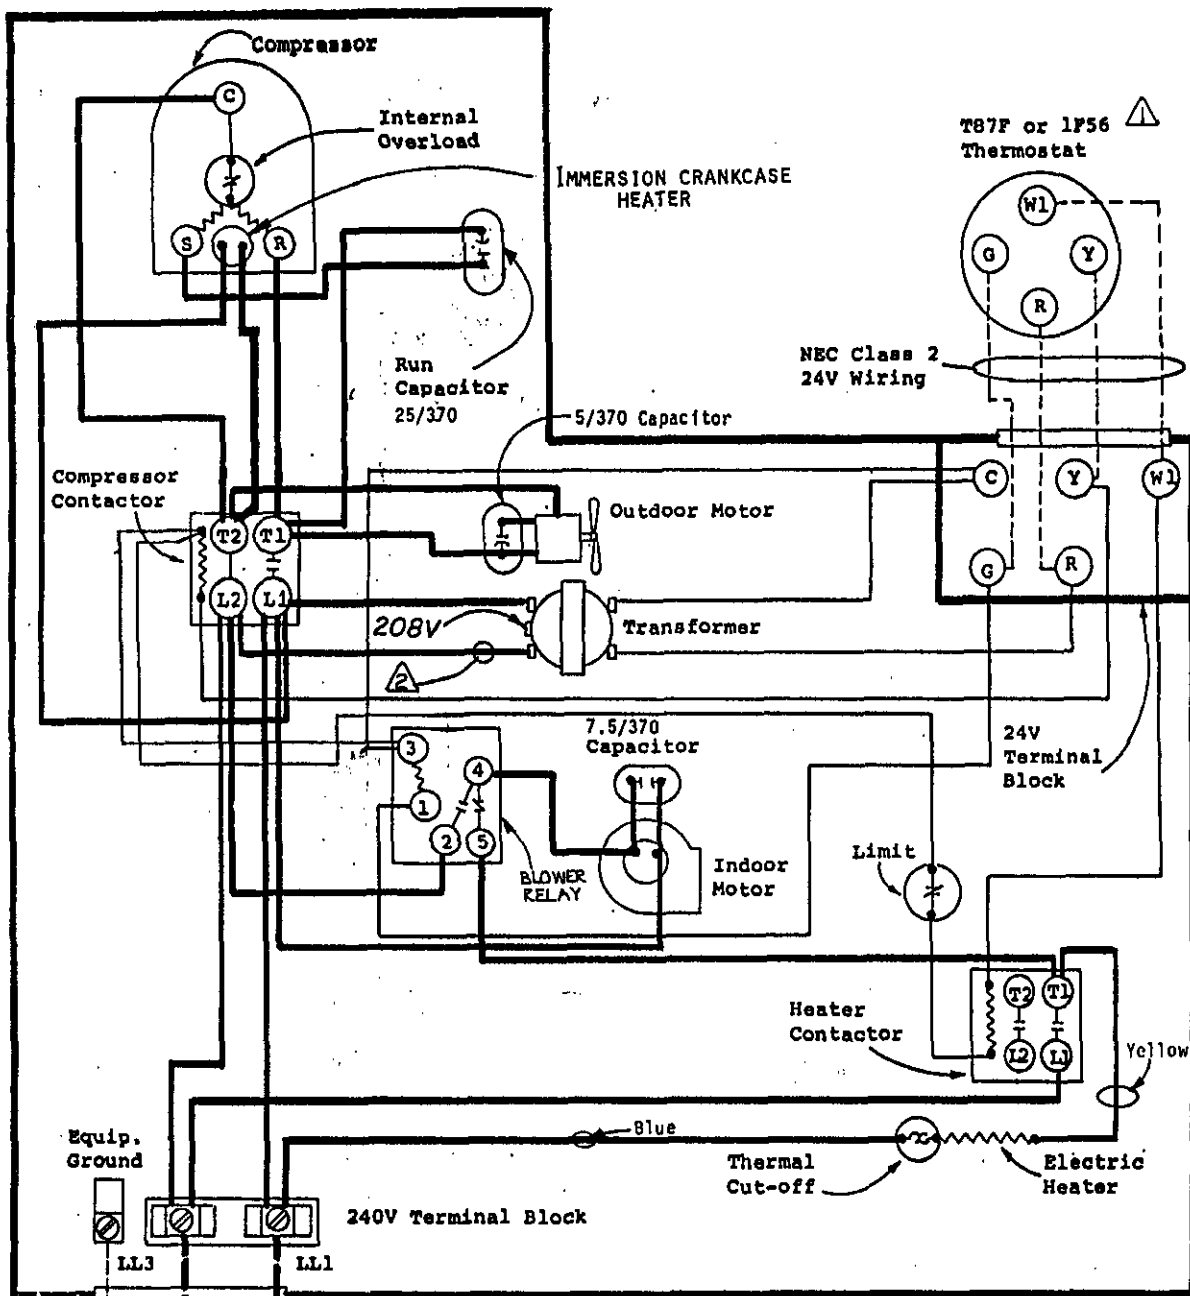 Compressor
C
Internal
Overload
IMMERSION CRANKCASE
HEATER
S
R
Run
Capacitor
25/370
T87F or 1F56
1
Thermostat
W1
G
Y
R
NEC Class 2
24V Wiring
5/370 Capacitor
Compressor
Contactor
C
Y
W1
Outdoor Motor
T2
T1
G
R
L2
L1
208V
Transformer
2
7.5/370
Capacitor
24V
Terminal
Block
3
4
1
2
5
BLOWER
RELAY
Indoor
Motor
Limit
T2
T1
Heater
Contactor
L2
L1
Yellow
Blue
Equip.
Ground
Thermal
Cut-off
Electric
Heater
240V Terminal Block
LL3
LL1